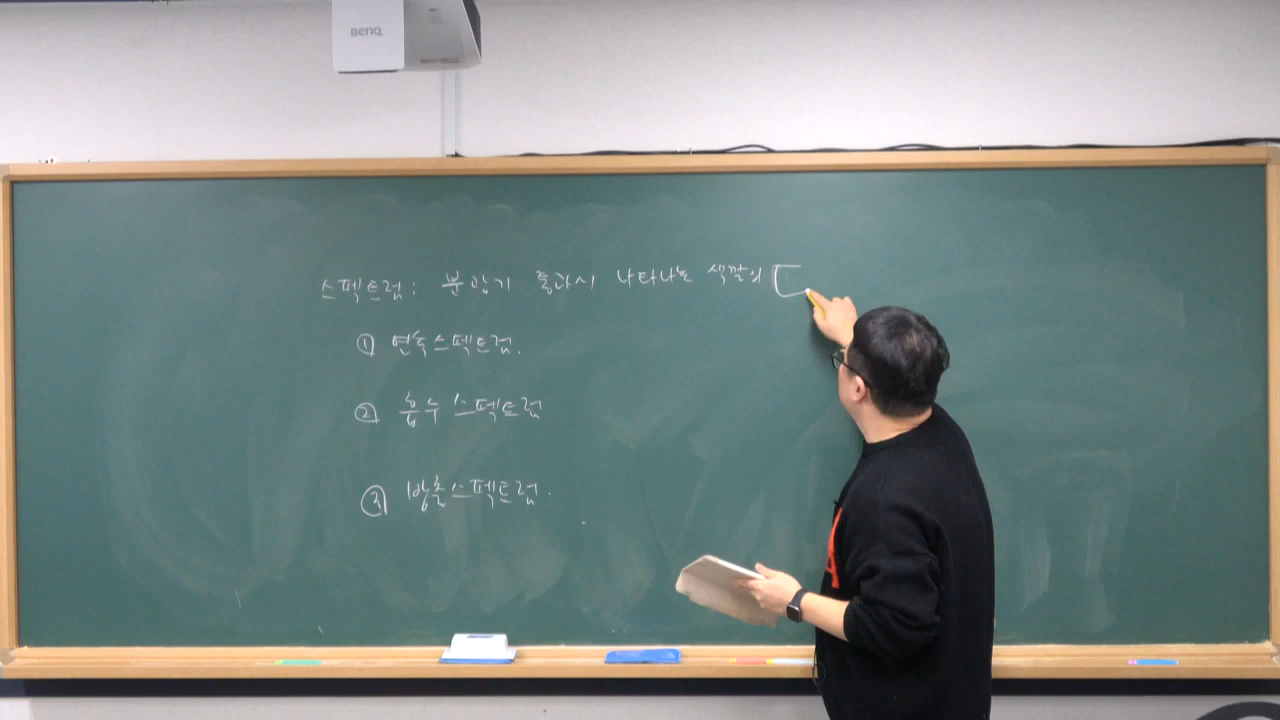 BenQ
스펙트럼: 분광기 통과시 나타나는 색깔의
① 연속스펙트럼.
② 흡수 스펙트럼
③ 방출스펙트럼.